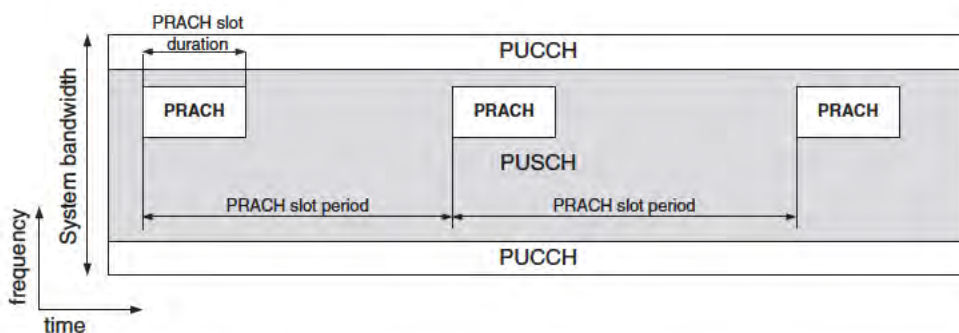 PRACH slot
duration
PUCCH
PRACH
PRACH
PRACH
PUSCH
PRACH slot period
PRACH slot period
PUCCH
System bandwidth
frequency
time